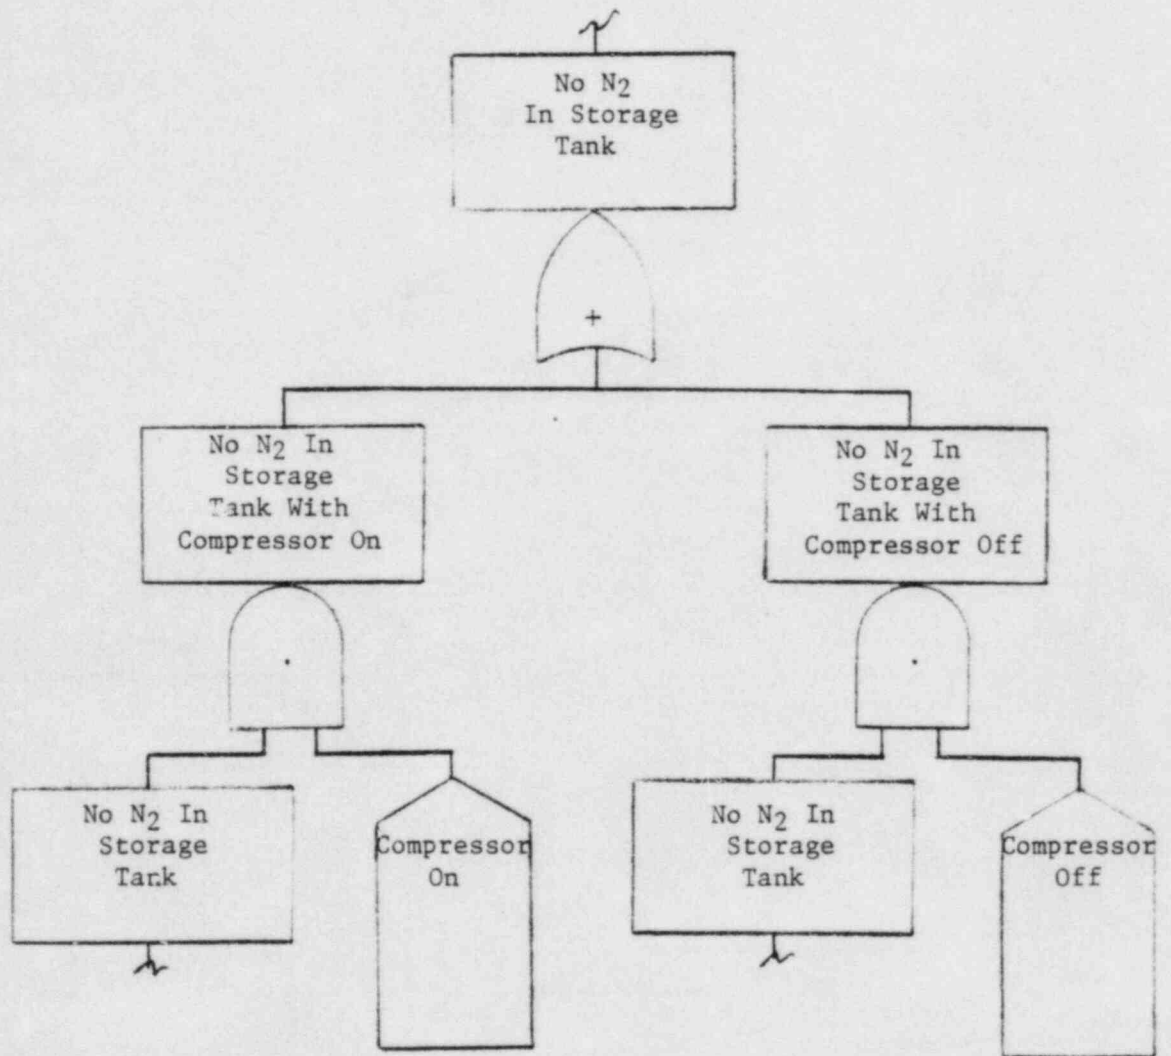 No N2
In Storage
Tank
+
No N2 In
Storage
Tank With
Compressor On
No N2 In
Storage
Tank With
Compressor Off
No N2 In
Storage
Tank
Compressor
On
No N2 In
Storage
Tank
Compressor
Off